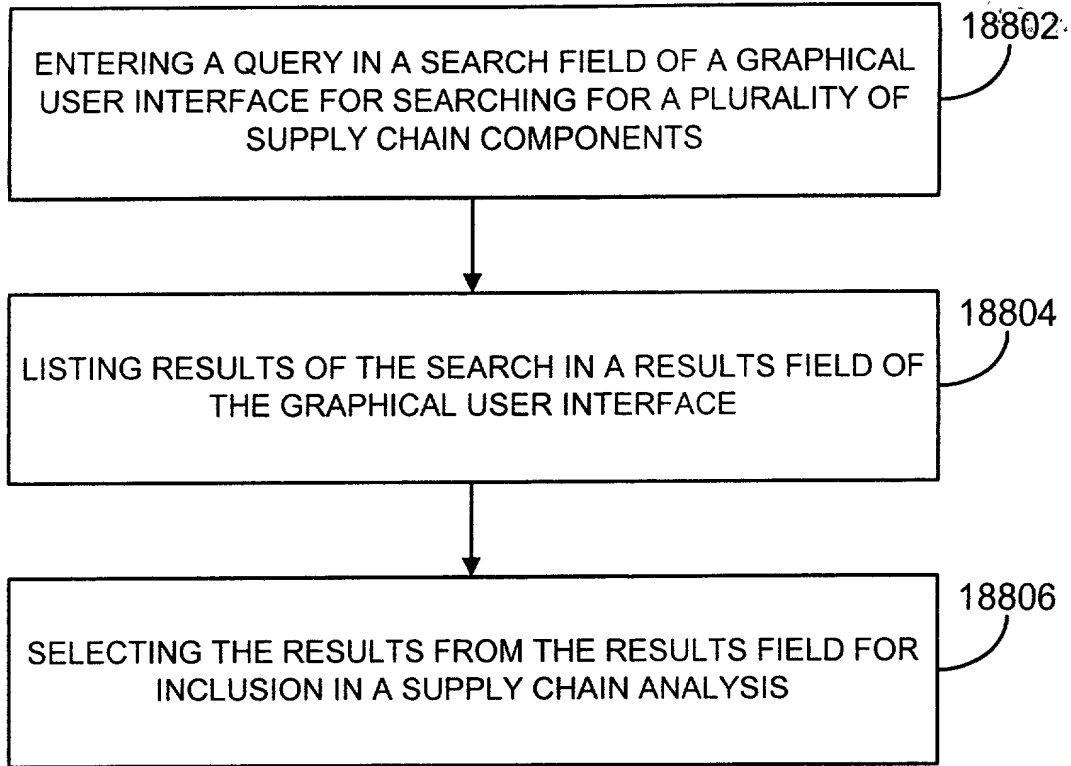 18802
ENTERING A QUERY IN A SEARCH FIELD OF A GRAPHICAL
USER INTERFACE FOR SEARCHING FOR A PLURALITY OF
SUPPLY CHAIN COMPONENTS
18804
LISTING RESULTS OF THE SEARCH IN A RESULTS FIELD OF
THE GRAPHICAL USER INTERFACE
18806
SELECTING THE RESULTS FROM THE RESULTS FIELD FOR
INCLUSION IN A SUPPLY CHAIN ANALYSIS